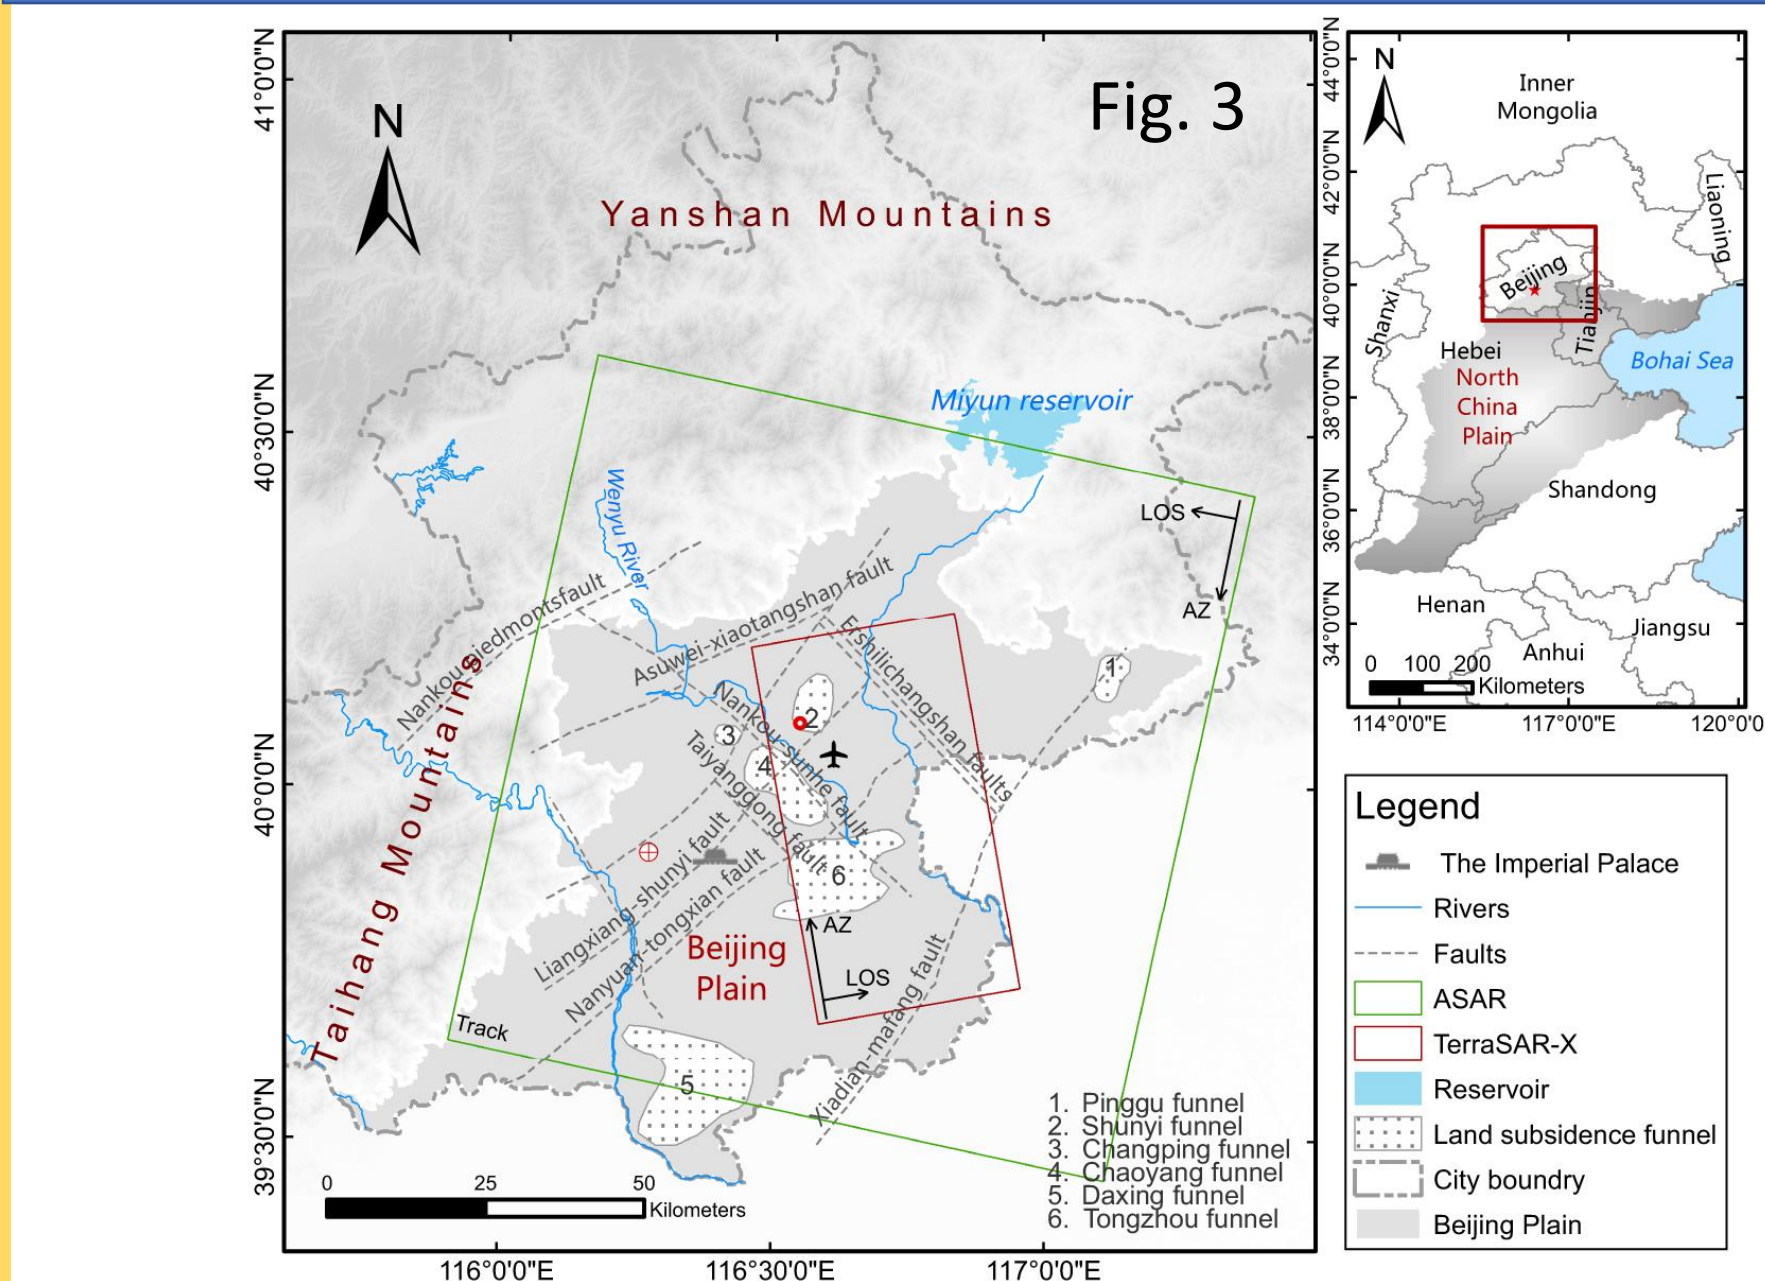 Fig. 3
N
Yanshan Mountains
Taihang Mountains
Miyun reservoir
Wenyu River
LOS
AZ
Nankou-piedmontsfault
Asuwei-xiaotangshan fault
Ershilichangshan faults
Nankou-sunhe fault
Taiyanggong fault
Liangxiang-shunyi fault
Nanyuan-tongxian fault
Xiadian-mafang fault
1
2
3
4
6
5
AZ
LOS
Beijing
Plain
Track
1. Pinggu funnel
2. Shunyi funnel
3. Changping funnel
4. Chaoyang funnel
5. Daxing funnel
6. Tongzhou funnel
0 25 50
Kilometers
41°0'0"N
40°30'0"N
40°0'0"N
39°30'0"N
116°0'0"E 116°30'0"E 117°0'0"E
N
Inner
Mongolia
Liaoning
Beijing
Tianjin
Shanxi
Hebei
North
China
Plain
Bohai Sea
Shandong
Henan
Jiangsu
Anhui
0 100 200
Kilometers
44°0'0"N
42°0'0"N
40°0'0"N
38°0'0"N
36°0'0"N
34°0'0"N
114°0'0"E 117°0'0"E 120°0'0
Legend
The Imperial Palace
Rivers
Faults
ASAR
TerraSAR-X
Reservoir
Land subsidence funnel
City boundry
Beijing Plain